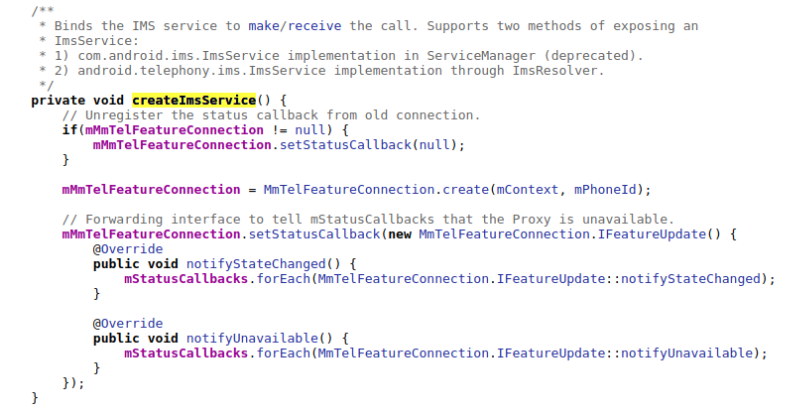 /**
 * Binds the IMS service to make/receive the call. Supports two methods of exposing an
 * ImsService:
 * 1) com.android.ims.ImsService implementation in ServiceManager (deprecated).
 * 2) android.telephony.ims.ImsService implementation through ImsResolver.
 */
private void createImsService() {
    // Unregister the status callback from old connection.
    if(mMmTelFeatureConnection != null) {
        mMmTelFeatureConnection.setStatusCallback(null);
    }

    mMmTelFeatureConnection = MmTelFeatureConnection.create(mContext, mPhoneId);

    // Forwarding interface to tell mStatusCallbacks that the Proxy is unavailable.
    mMmTelFeatureConnection.setStatusCallback(new MmTelFeatureConnection.IFeatureUpdate() {
        @Override
        public void notifyStateChanged() {
            mStatusCallbacks.forEach(MmTelFeatureConnection.IFeatureUpdate::notifyStateChanged);
        }

        @Override
        public void notifyUnavailable() {
            mStatusCallbacks.forEach(MmTelFeatureConnection.IFeatureUpdate::notifyUnavailable);
        }
    });
}